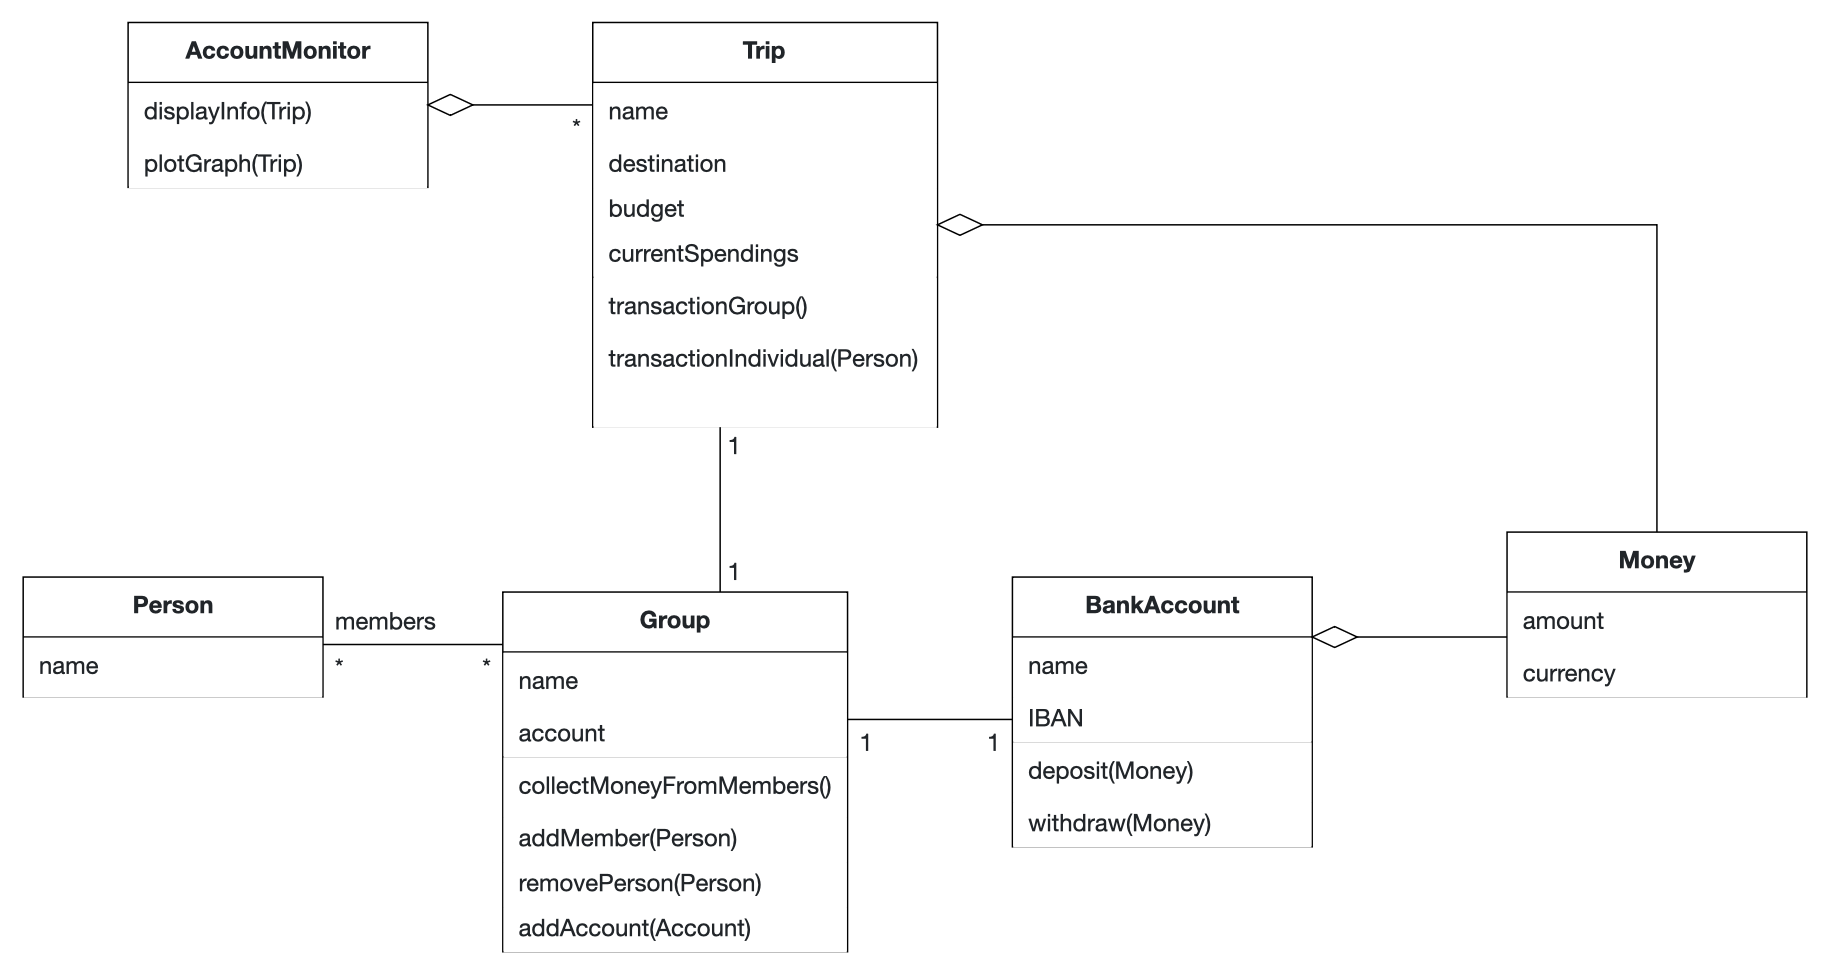 AccountMonitor
displayInfo(Trip)
plotGraph(Trip)
*
Trip
name
destination
budget
currentSpendings
transactionGroup()
transactionIndividual(Person)
1
1
Person
name
members
*
*
Group
name
account
collectMoneyFromMembers()
addMember(Person)
removePerson(Person)
addAccount(Account)
1
1
BankAccount
name
IBAN
deposit(Money)
withdraw(Money)
Money
amount
currency